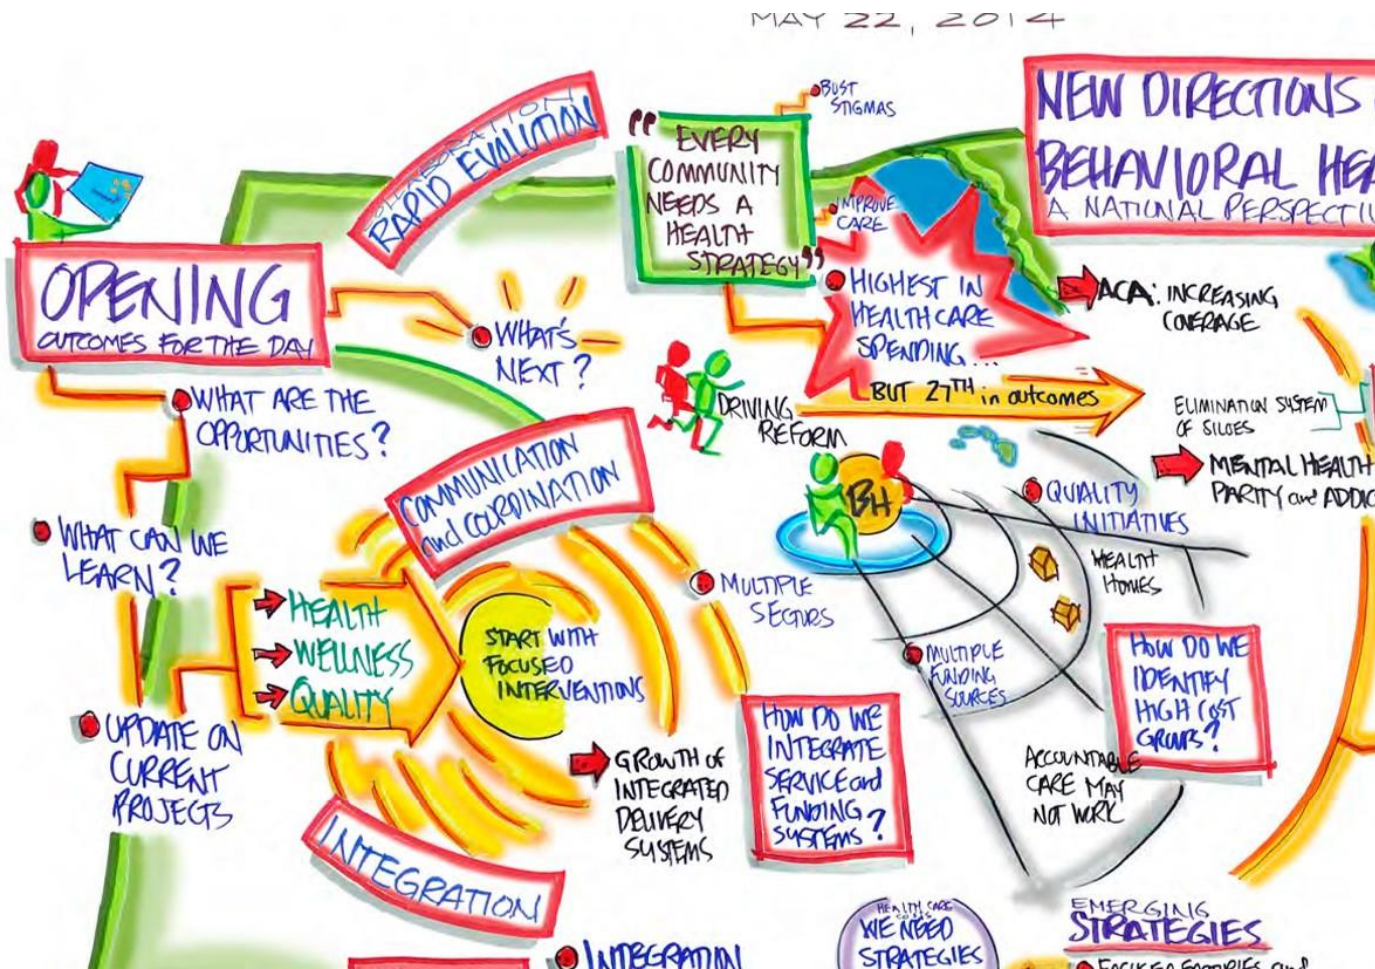 MAY 22, 2014
RAPID EVOLUTION
BUST
STIGMAS
"EVERY
COMMUNITY
NEEDS A
HEALTH
STRATEGY"
IMPROVE
CARE
NEW DIRECTIONS
BEHAVIORAL HEA
A NATIONAL PERSPECTIV
OPENING
OUTCOMES FOR THE DAY
WHAT'S
NEXT?
HIGHEST IN
HEALTH CARE
SPENDING...
BUT 27TH in outcomes
ACA: INCREASING
COVERAGE
WHAT ARE THE
OPPORTUNITIES?
DRIVING
REFORM
ELIMINATION SYSTEM
OF SILOES
MENTAL HEALTH
PARITY and ADDIC
COMMUNICATION
and COORDINATION
BH
QUALITY
INITIATIVES
HEALTH
HOMES
WHAT CAN WE
LEARN?
HEALTH
WELLNESS
QUALITY
START WITH
FOCUSED
INTERVENTIONS
MULTIPLE
SECTORS
MULTIPLE
FUNDING
SOURCES
HOW DO WE
IDENTIFY
HIGH COST
GROUPS?
UPDATE ON
CURRENT
PROJECTS
GROWTH OF
INTEGRATED
DELIVERY
SYSTEMS
HOW DO WE
INTEGRATE
SERVICE and
FUNDING
SYSTEMS?
ACCOUNTABLE
CARE MAY
NOT WORK
INTEGRATION
HEALTH CARE
WE NEED
STRATEGIES
EMERGING
STRATEGIES
INTEGRATION